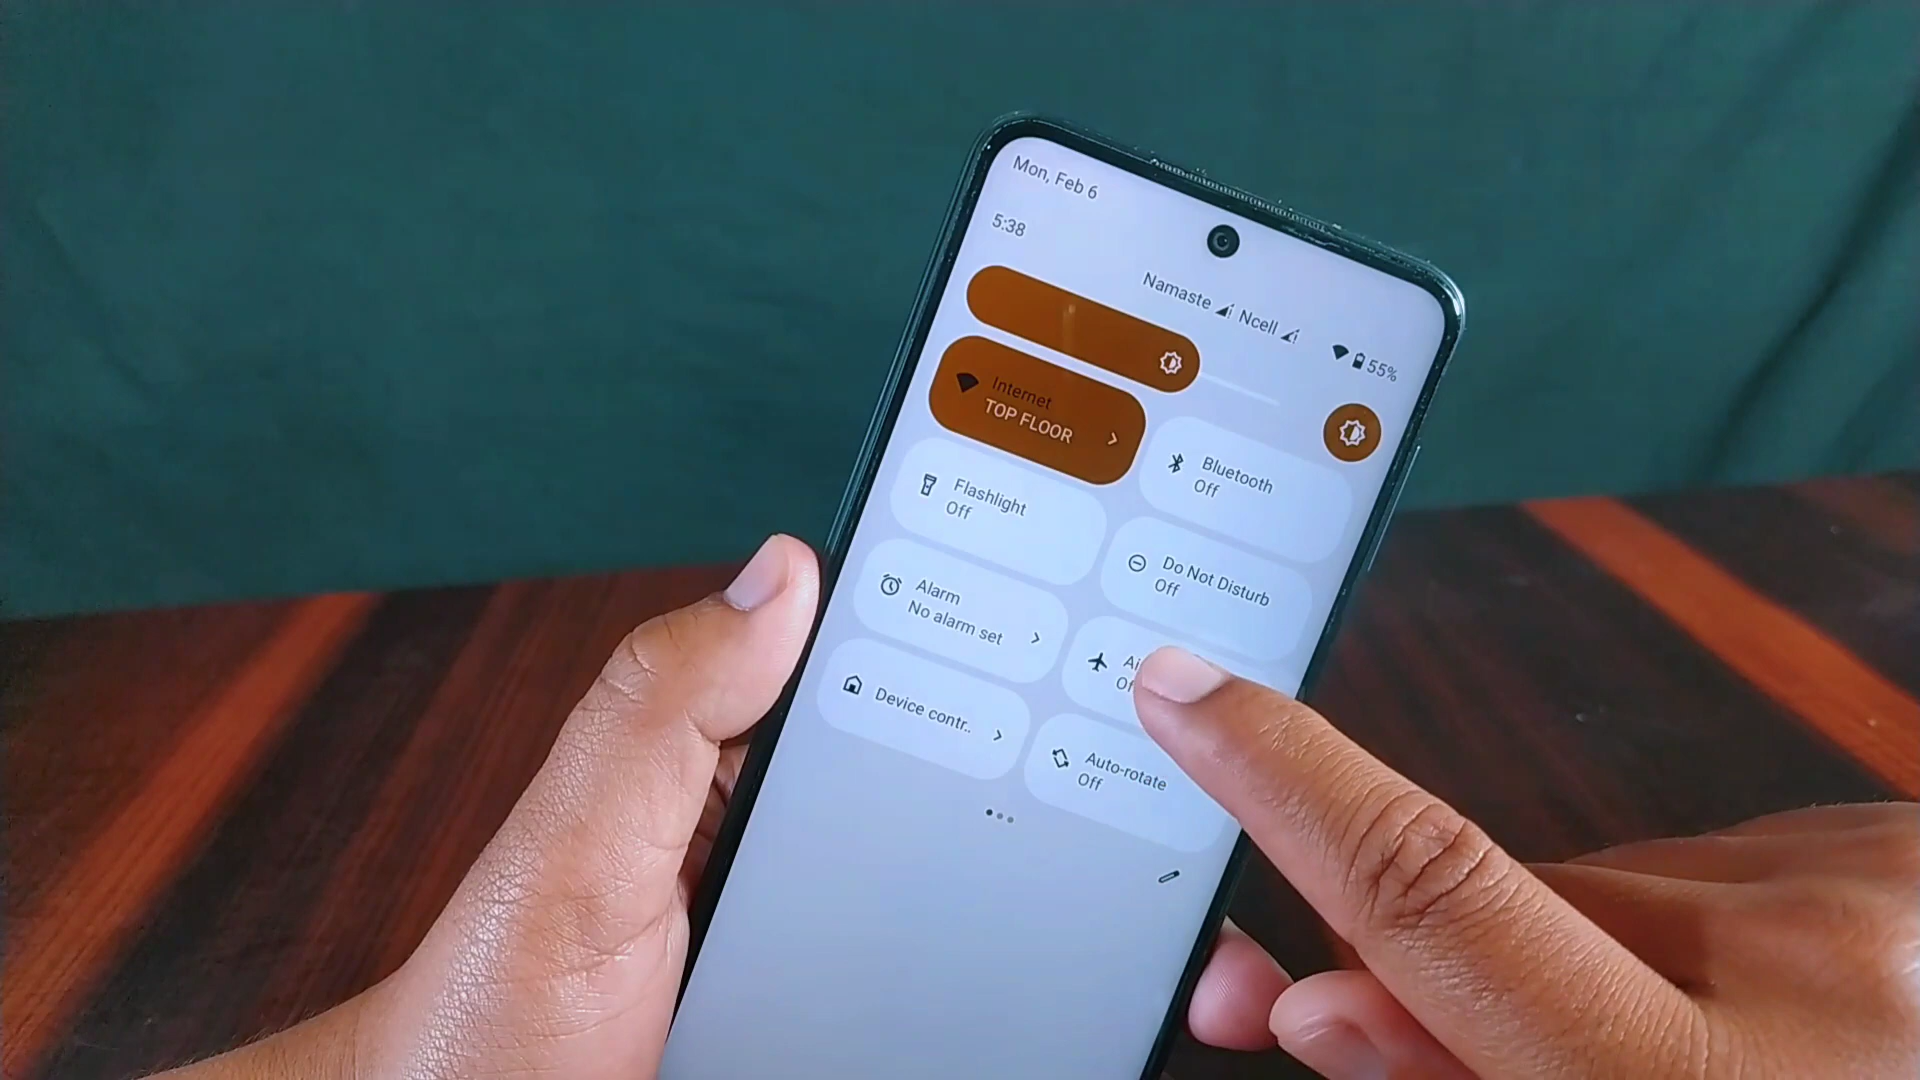 Mon, Feb 6
5:38
Namaste Ncell 55%
Internet
TOP FLOOR
Bluetooth
Off
Flashlight
Off
Do Not Disturb
Off
Alarm
No alarm set
Device contr..
Auto-rotate
Off